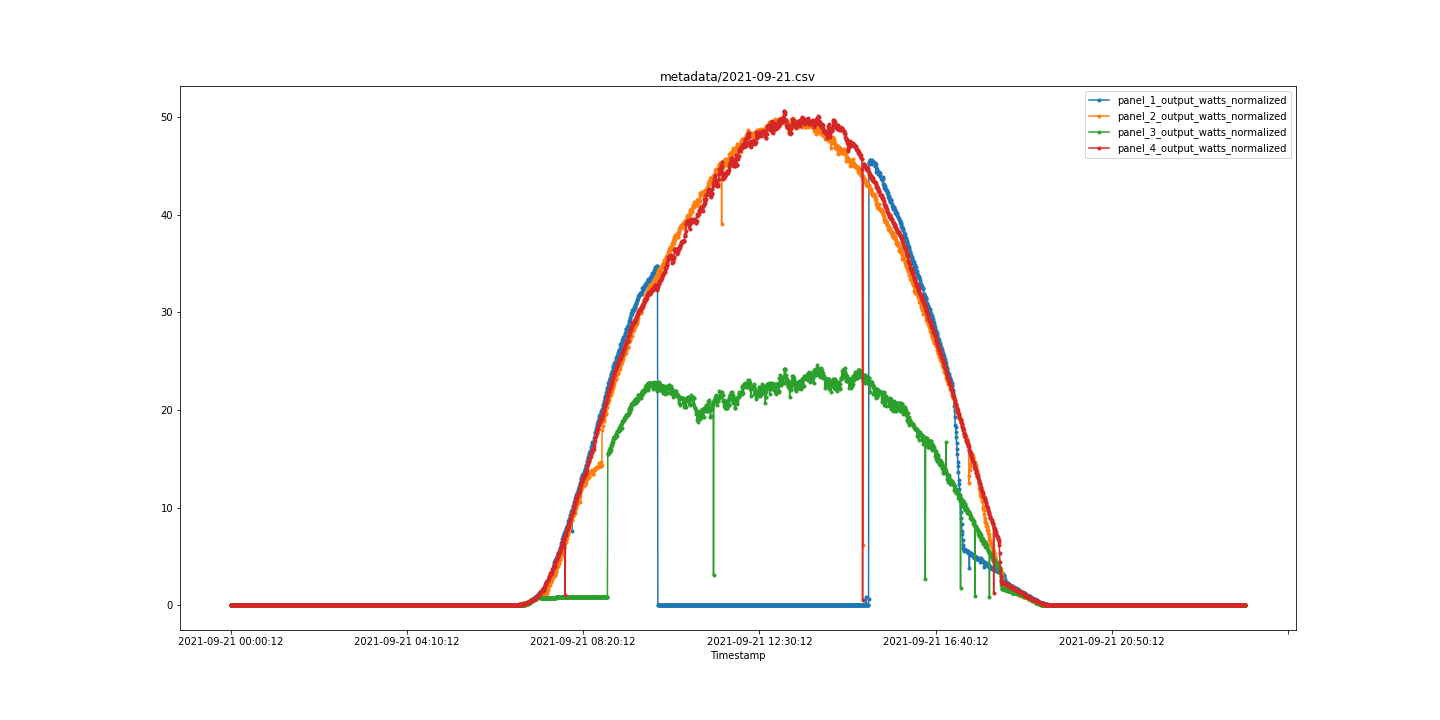 metadata/2021-09-21.csv
panel_1_output_watts_normalized
panel_2_output_watts_normalized
panel_3_output_watts_normalized
panel_4_output_watts_normalized
50
40
30
20
10
0
2021-09-21 00:00:12
2021-09-21 04:10:12
2021-09-21 08:20:12
2021-09-21 12:30:12
2021-09-21 16:40:12
2021-09-21 20:50:12
Timestamp